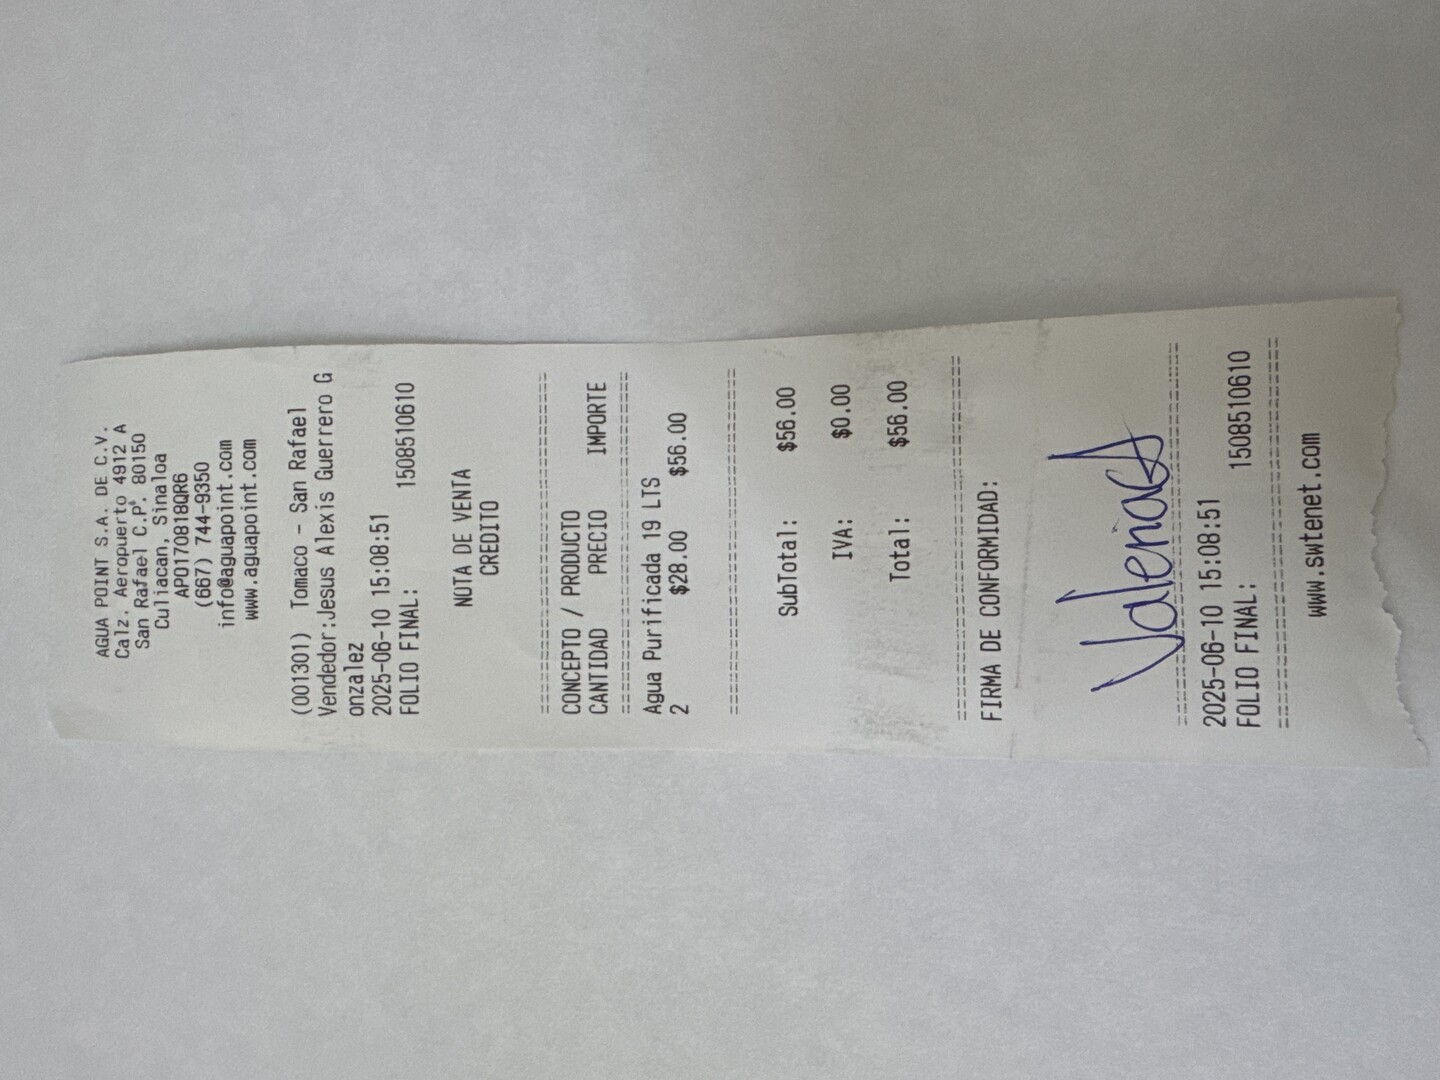 AGUA POINT S.A. DE C.V.
Calz. Aeropuerto 4912 A
San Rafael C.P. 80150
Culiacan, Sinaloa
APO170818QR6
(667) 744-9350
info@aguapoint.com
www.aguapoint.com
(001301) Tomaco - San Rafael
Vendedor:Jesus Alexis Guerrero G
onzalez
2025-06-10 15:08:51
FOLIO FINAL: 1508510610
NOTA DE VENTA
CREDITO
================================
CONCEPTO / PRODUCTO
CANTIDAD PRECIO IMPORTE
================================
Agua Purificada 19 LTS
2 $28.00 $56.00
================================
SubTotal: $56.00
IVA: $0.00
Total: $56.00
================================
FIRMA DE CONFORMIDAD:
================================
2025-06-10 15:08:51
FOLIO FINAL: 1508510610
================================
www.swtenet.com